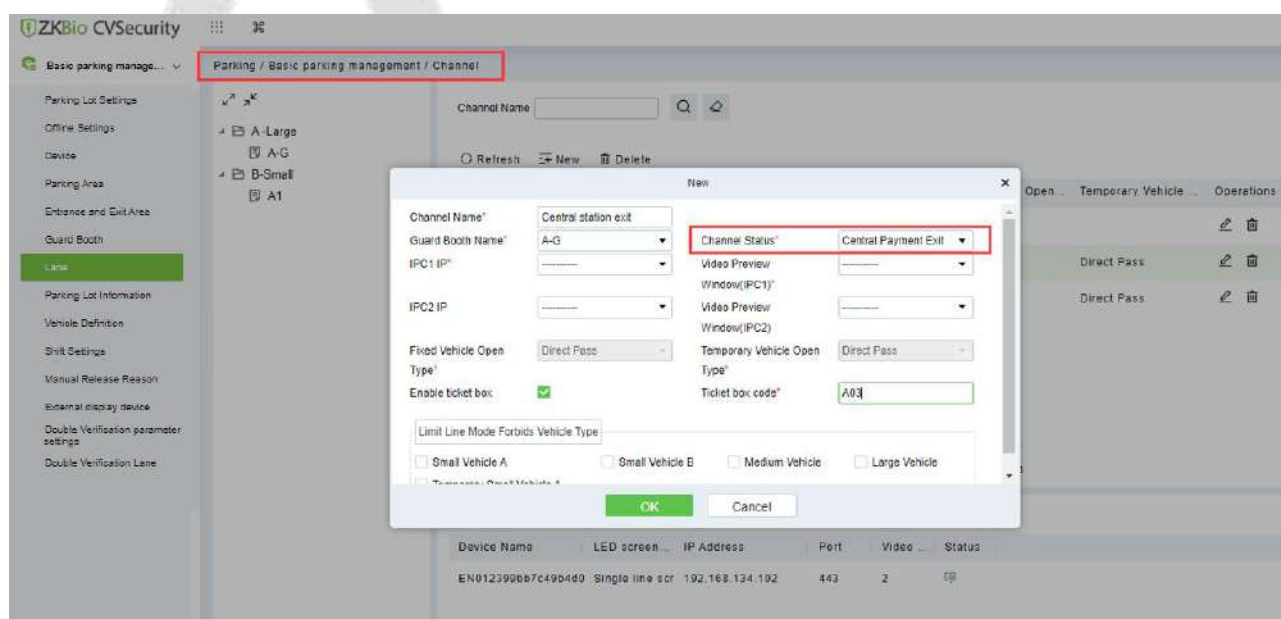 ZKBio CVSecurity
Basic parking manage...
Parking / Basic parking management / Channel
Parking Lot Settings
Offline Settings
Device
Parking Area
Entrance and Exit Area
Guard Booth
Lane
Parking Lot Information
Vehicle Definition
Shift Settings
Manual Release Reason
External display device
Double Verification parameter
settings
Double Verification Lane
A-Large
A-G
B-Small
A1
Channel Name
Refresh New Delete
Open... Temporary Vehicle ... Operations
Direct Pass
Direct Pass
New
Channel Name* Central station exit
Guard Booth Name* A-G Channel Status* Central Payment Exit
IPC1 IP* ---------- Video Preview ----------
Window(IPC1)*
IPC2 IP ---------- Video Preview ----------
Window(IPC2)
Fixed Vehicle Open Direct Pass Temporary Vehicle Open Direct Pass
Type* Type*
Enable ticket box Ticket box code* A03
Limit Line Mode Forbids Vehicle Type
Small Vehicle A Small Vehicle B Medium Vehicle Large Vehicle
Temporary Small Vehicle A
OK Cancel
Device Name LED screen... IP Address Port Video ... Status
Single line scr 192.168.134.192 443 2